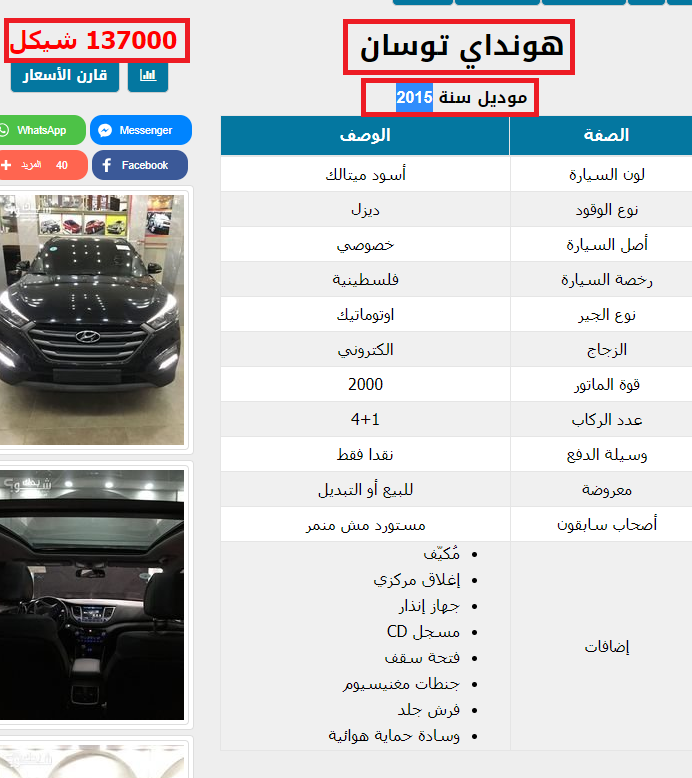 هونداي توسان
137000 شيكل
موديل سنة 2015
قارن الأسعار
WhatsApp
Messenger
المزيد 40
Facebook
الصفة الوصف
لون السيارة أسود ميتالك
نوع الوقود ديزل
أصل السيارة خصوصي
رخصة السيارة فلسطينية
نوع الجير اوتوماتيك
الزجاج الكتروني
قوة الماتور 2000
عدد الركاب 4+1
وسيلة الدفع نقدا فقط
معروضة للبيع أو التبديل
أصحاب سابقون مستورد مش منمر
إضافات
مُكيّف
إغلاق مركزي
جهاز إنذار
مسجل CD
فتحة سقف
جنطات مغنيسيوم
فرش جلد
وسادة حماية هوائية